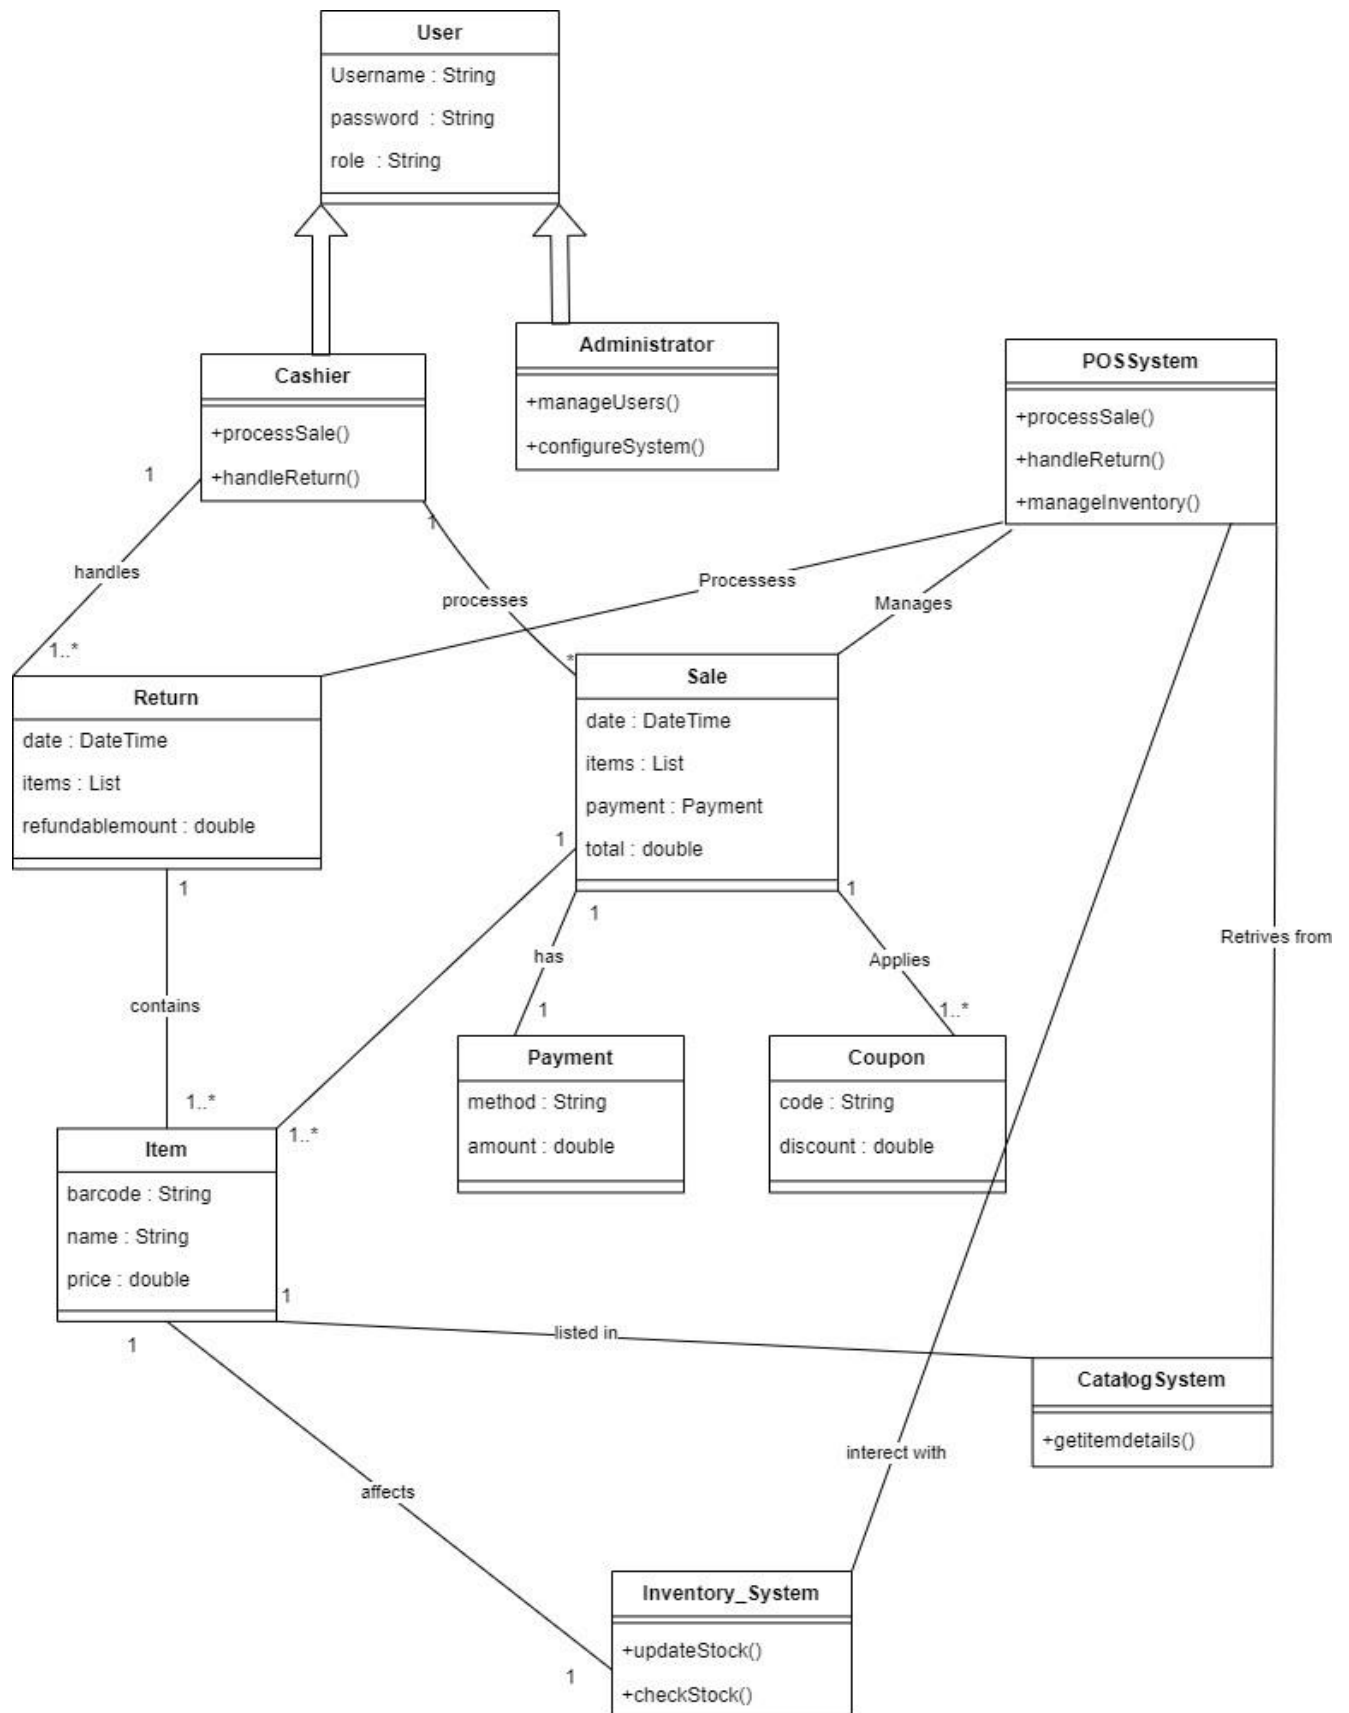 User
Username : String
password : String
role : String
Cashier
+processSale()
+handleReturn()
Administrator
+manageUsers()
+configureSystem()
POSSystem
+processSale()
+handleReturn()
+manageInventory()
1
handles
1..*
1
processes
*
Processess
Manages
Return
date : DateTime
items : List
refundablemount : double
Sale
date : DateTime
items : List
payment : Payment
total : double
1
contains
1..*
1
1..*
1
has
1
1
Applies
1..*
Retrives from
Payment
method : String
amount : double
Coupon
code : String
discount : double
Item
barcode : String
name : String
price : double
1
listed in
1
affects
1
interect with
CatalogSystem
+getitemdetails()
Inventory_System
+updateStock()
+checkStock()